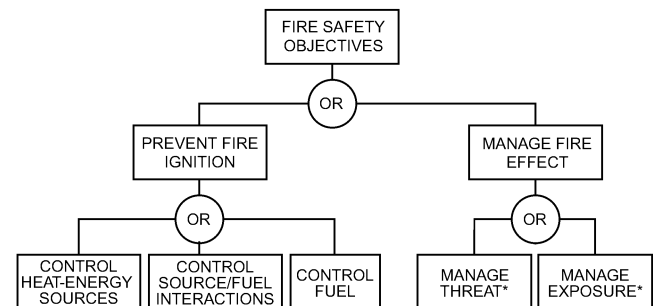 FIRE SAFETY
OBJECTIVES
OR
PREVENT FIRE
IGNITION
MANAGE FIRE
EFFECT
OR
OR
CONTROL
HEAT-ENERGY
SOURCES
CONTROL
SOURCE/FUEL
INTERACTIONS
CONTROL
FUEL
MANAGE
THREAT*
MANAGE
EXPOSURE*